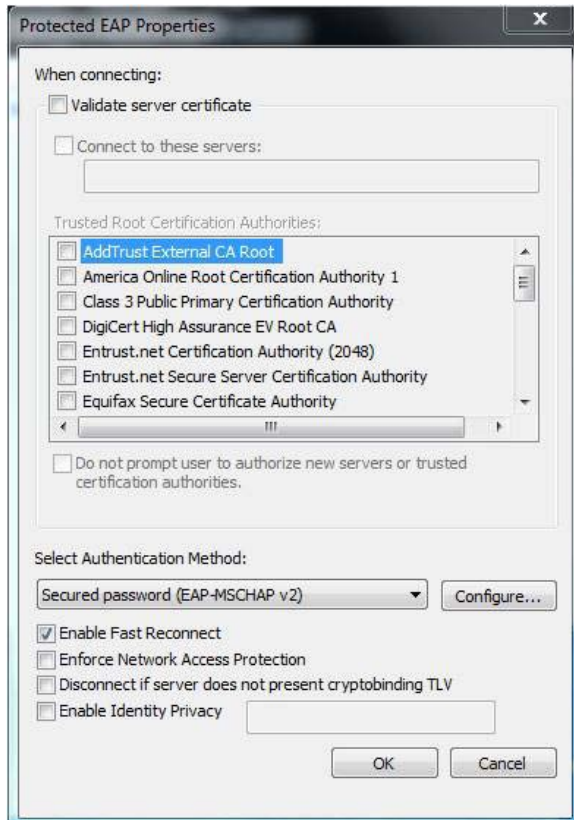 Protected EAP Properties
When connecting:
Validate server certificate
Connect to these servers:
Trusted Root Certification Authorities:
AddTrust External CA Root
America Online Root Certification Authority 1
Class 3 Public Primary Certification Authority
DigiCert High Assurance EV Root CA
Entrust.net Certification Authority (2048)
Entrust.net Secure Server Certification Authority
Equifax Secure Certificate Authority
Do not prompt user to authorize new servers or trusted
certification authorities.
Select Authentication Method:
Secured password (EAP-MSCHAP v2)
Configure...
Enable Fast Reconnect
Enforce Network Access Protection
Disconnect if server does not present cryptobinding TLV
Enable Identity Privacy
OK
Cancel